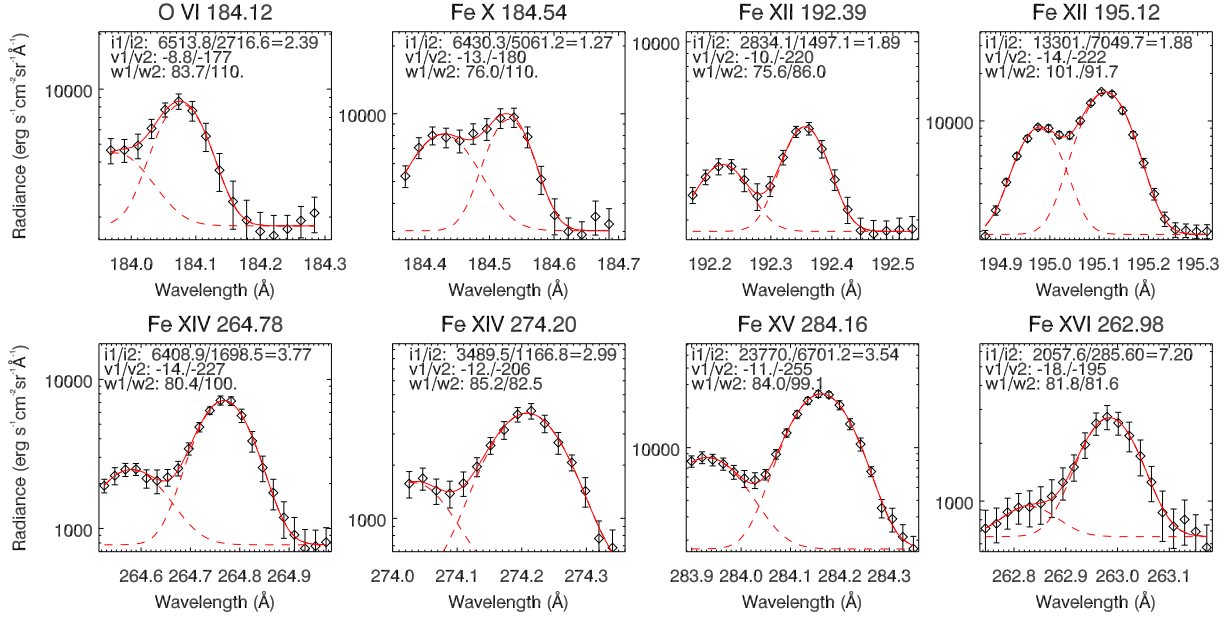 O VI 184.12
i1/i2: 6513.8/2716.6=2.39
v1/v2: -8.8/-177
w1/w2: 83.7/110.
10000
Radiance (erg s⁻¹cm⁻²sr⁻¹Å⁻¹)
184.0 184.1 184.2 184.3
Wavelength (Å)
Fe X 184.54
i1/i2: 6430.3/5061.2=1.27
v1/v2: -13./-180
w1/w2: 76.0/110.
10000
184.4 184.5 184.6 184.7
Wavelength (Å)
Fe XII 192.39
i1/i2: 2834.1/1497.1=1.89
v1/v2: -10./-220
w1/w2: 75.6/86.0
10000
192.2 192.3 192.4 192.5
Wavelength (Å)
Fe XII 195.12
i1/i2: 13301./7049.7=1.88
v1/v2: -14./-222
w1/w2: 101./91.7
10000
194.9 195.0 195.1 195.2 195.3
Wavelength (Å)
Fe XIV 264.78
i1/i2: 6408.9/1698.5=3.77
v1/v2: -14./-227
w1/w2: 80.4/100.
10000
1000
Radiance (erg s⁻¹cm⁻²sr⁻¹Å⁻¹)
264.6 264.7 264.8 264.9
Wavelength (Å)
Fe XIV 274.20
i1/i2: 3489.5/1166.8=2.99
v1/v2: -12./-206
w1/w2: 85.2/82.5
1000
274.0 274.1 274.2 274.3
Wavelength (Å)
Fe XV 284.16
i1/i2: 23770./6701.2=3.54
v1/v2: -11./-255
w1/w2: 84.0/99.1
10000
283.9 284.0 284.1 284.2 284.3
Wavelength (Å)
Fe XVI 262.98
i1/i2: 2057.6/285.60=7.20
v1/v2: -18./-195
w1/w2: 81.8/81.6
1000
262.8 262.9 263.0 263.1
Wavelength (Å)